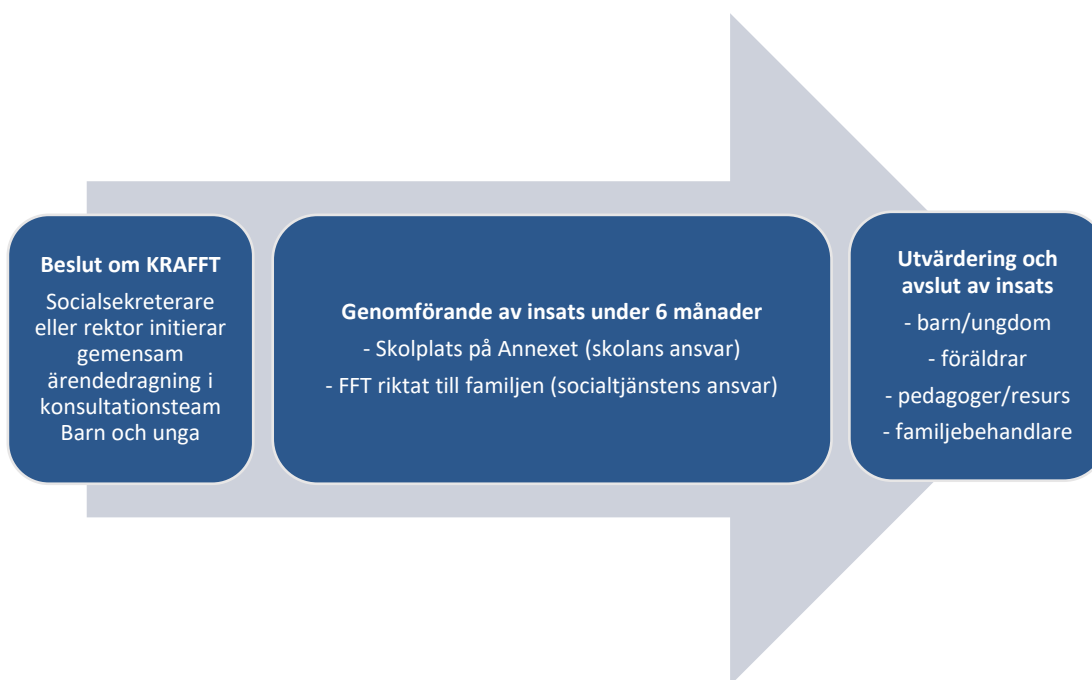 Beslut om KRAFFT
Socialsekreterare
eller rektor initierar
gemensam
ärendedragning i
konsultationsteam
Barn och unga
Genomförande av insats under 6 månader
- Skolplats på Annexet (skolans ansvar)
- FFT riktat till familjen (socialtjänstens ansvar)
Utvärdering och
avslut av insats
- barn/ungdom
- föräldrar
- pedagoger/resurs
- familjebehandlare